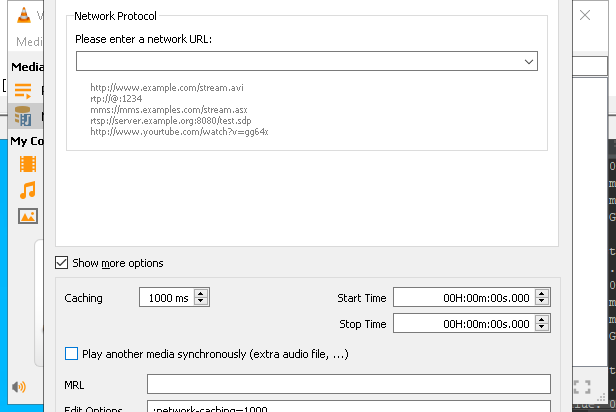 V
Network Protocol
Media
Please enter a network URL:
Media
http://www.example.com/stream.avi
rtp://@:1234
mms://mms.examples.com/stream.asx
rtsp://server.example.org:8080/test.sdp
http://www.yourtube.com/watch?v=gg64x
My Co
Show more options
Caching
1000 ms
Start Time
00H:00m:00s.000
Stop Time
00H:00m:00s.000
Play another media synchronously (extra audio file, ...)
MRL
Edit Options
:network-caching=1000